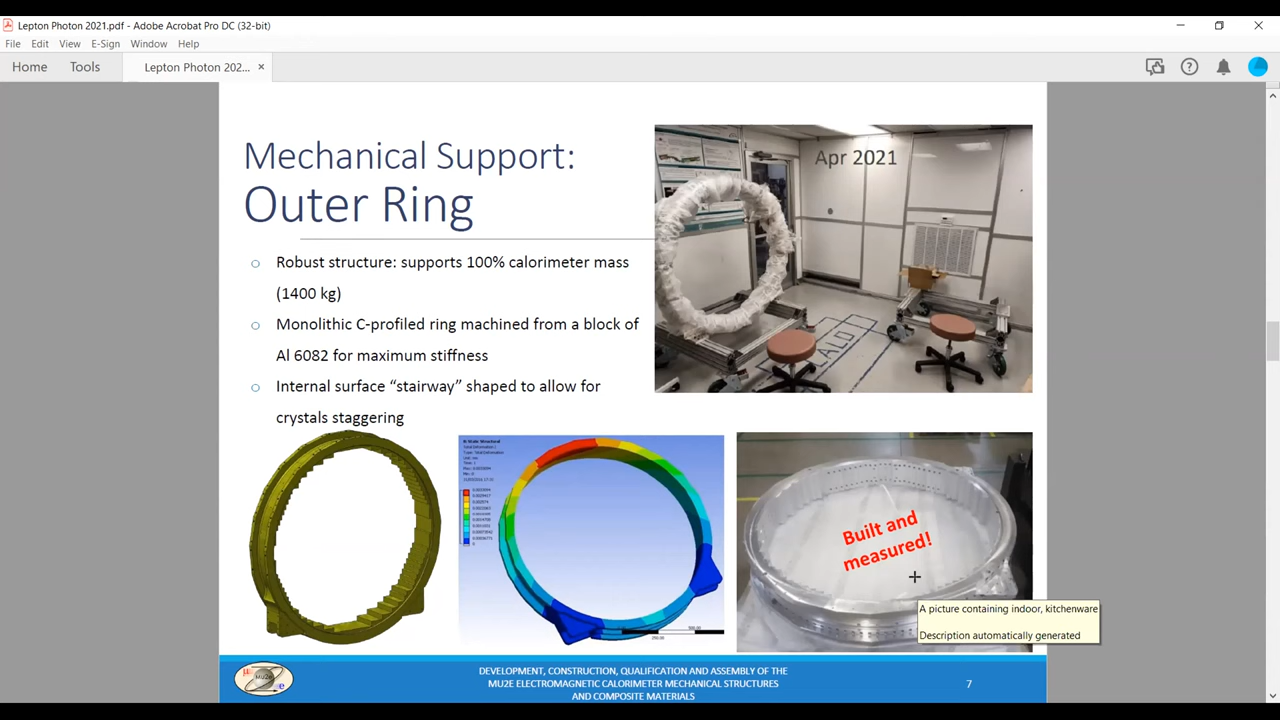 Lepton Photon 2021.pdf - Adobe Acrobat Pro DC (32-bit)
File Edit View E-Sign Window Help
Home Tools Lepton Photon 202... ×
Mechanical Support:
Outer Ring
Apr 2021
Robust structure: supports 100% calorimeter mass
(1400 kg)
Monolithic C-profiled ring machined from a block of
Al 6082 for maximum stiffness
Internal surface “stairway” shaped to allow for
crystals staggering
CALO
Built and
measured!
A picture containing indoor, kitchenware
Description automatically generated
μ Mu2e e
DEVELOPMENT, CONSTRUCTION, QUALIFICATION AND ASSEMBLY OF THE
MU2E ELECTROMAGNETIC CALORIMETER MECHANICAL STRUCTURES
AND COMPOSITE MATERIALS
7